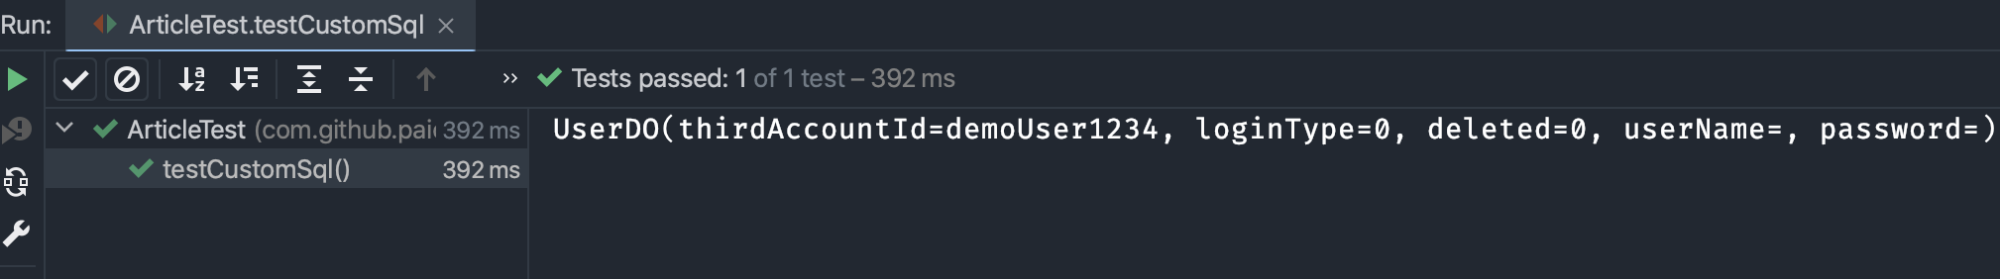 Run: ArticleTest.testCustomSql
Tests passed: 1 of 1 test – 392 ms
ArticleTest (com.github.pai 392 ms
testCustomSql() 392 ms
UserDO(thirdAccountId=demoUser1234, loginType=0, deleted=0, userName=, password=)